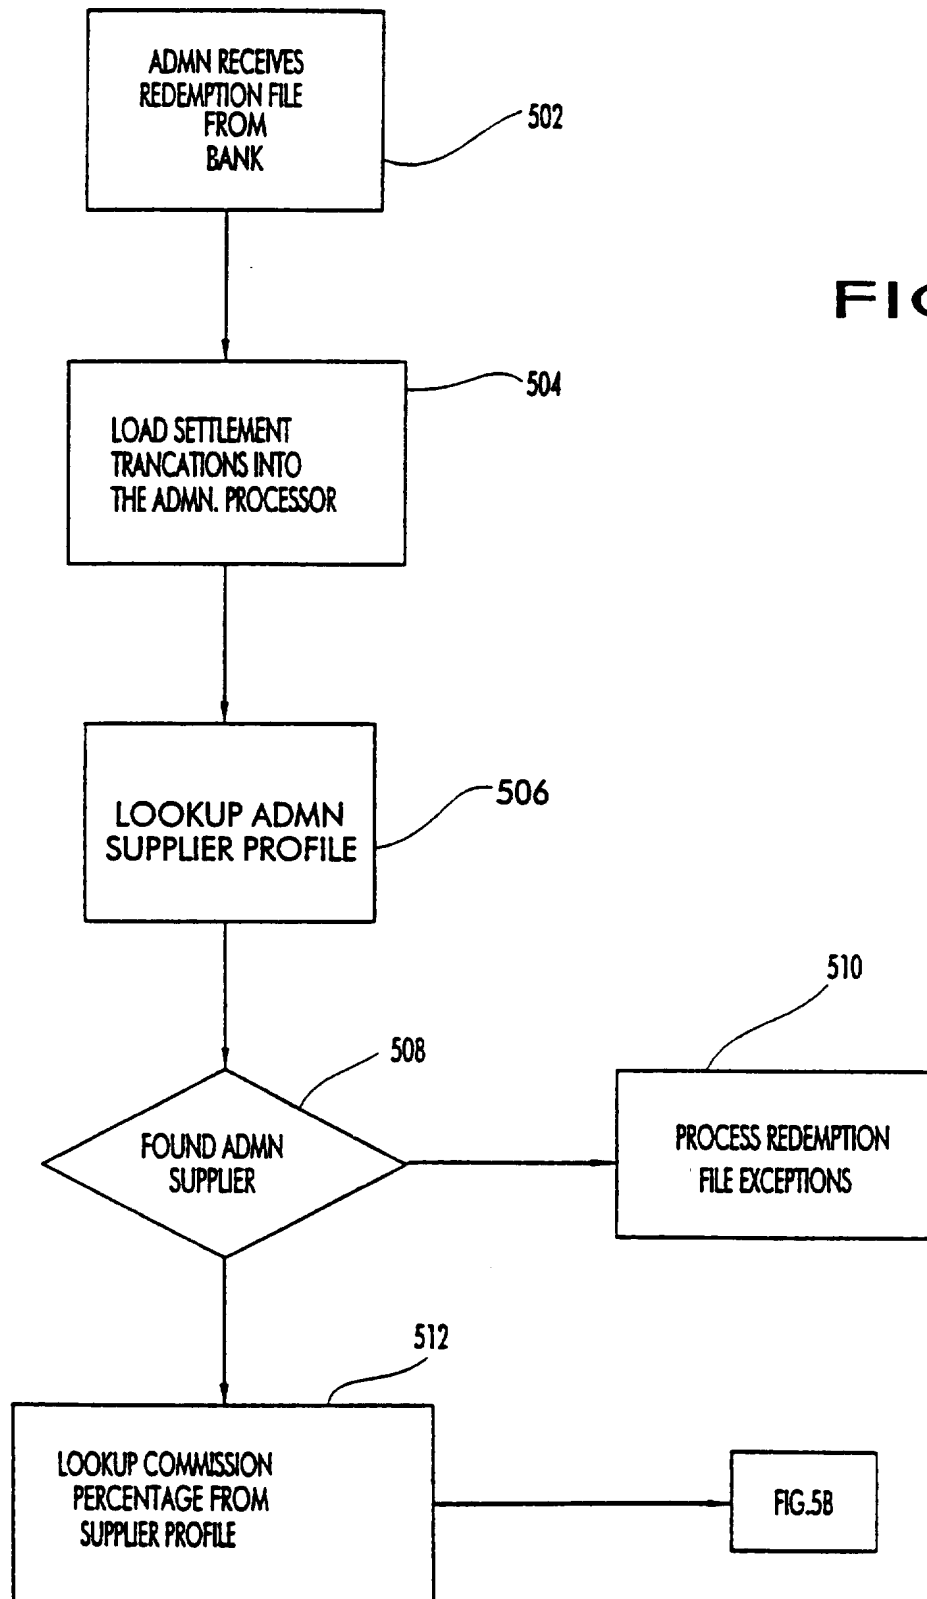 ADMN RECEIVES
REDEMPTION FILE
FROM
BANK
502
504
LOAD SETTLEMENT
TRANCATIONS INTO
THE ADMN. PROCESSOR
506
LOOKUP ADMN
SUPPLIER PROFILE
508
FOUND ADMN
SUPPLIER
510
PROCESS REDEMPTION
FILE EXCEPTIONS
512
LOOKUP COMMISSION
PERCENTAGE FROM
SUPPLIER PROFILE
FIG.5B